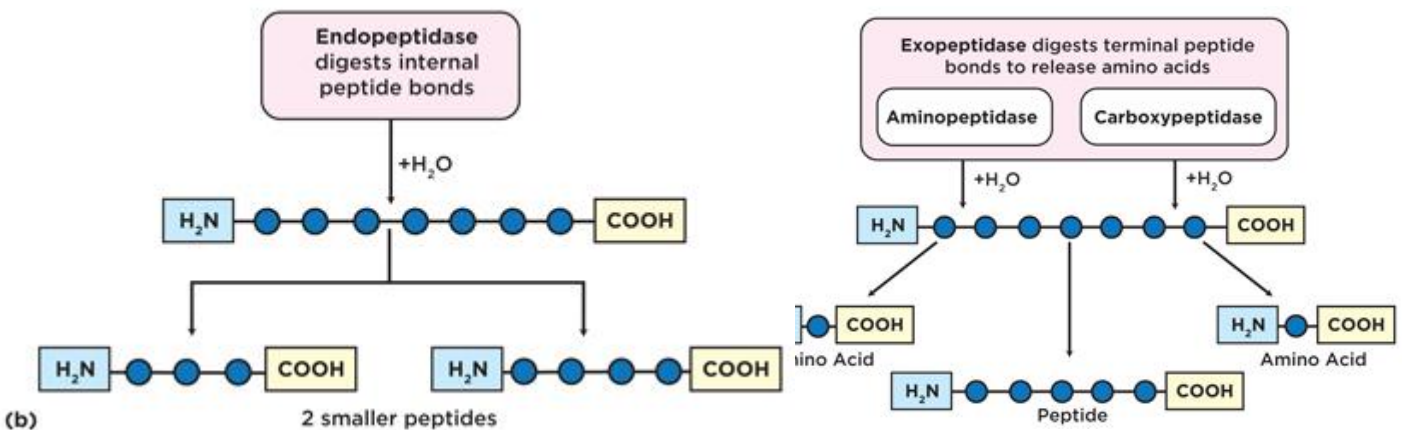 Endopeptidase
digests internal
peptide bonds
+H₂O
H₂N
COOH
H₂N
COOH
H₂N
COOH
(b)
2 smaller peptides
Exopeptidase digests terminal peptide
bonds to release amino acids
Aminopeptidase
Carboxypeptidase
+H₂O
+H₂O
H₂N
COOH
COOH
ino Acid
H₂N
COOH
Amino Acid
H₂N
COOH
Peptide